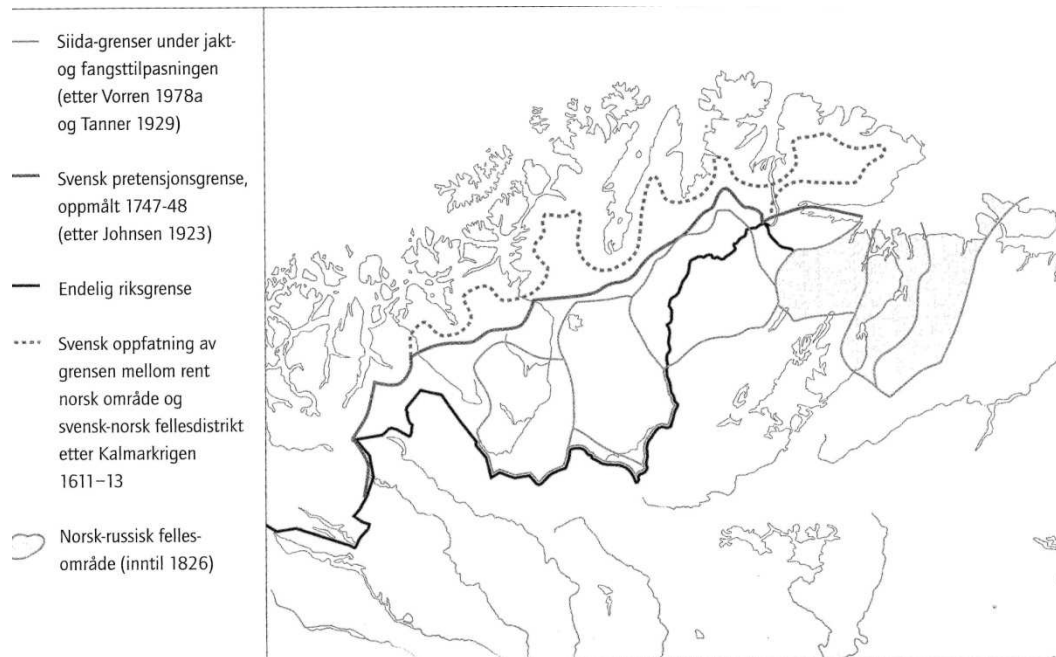 Siida-grenser under jakt-
og fangsttilpasningen
(etter Vorren 1978a
og Tanner 1929)
Svensk pretensjonsgrense,
oppmålt 1747-48
(etter Johnsen 1923)
Endelig riksgrense
Svensk oppfatning av
grensen mellom rent
norsk område og
svensk-norsk fellesdistrikt
etter Kalmarkrigen
1611–13
Norsk-russisk felles-
område (inntil 1826)